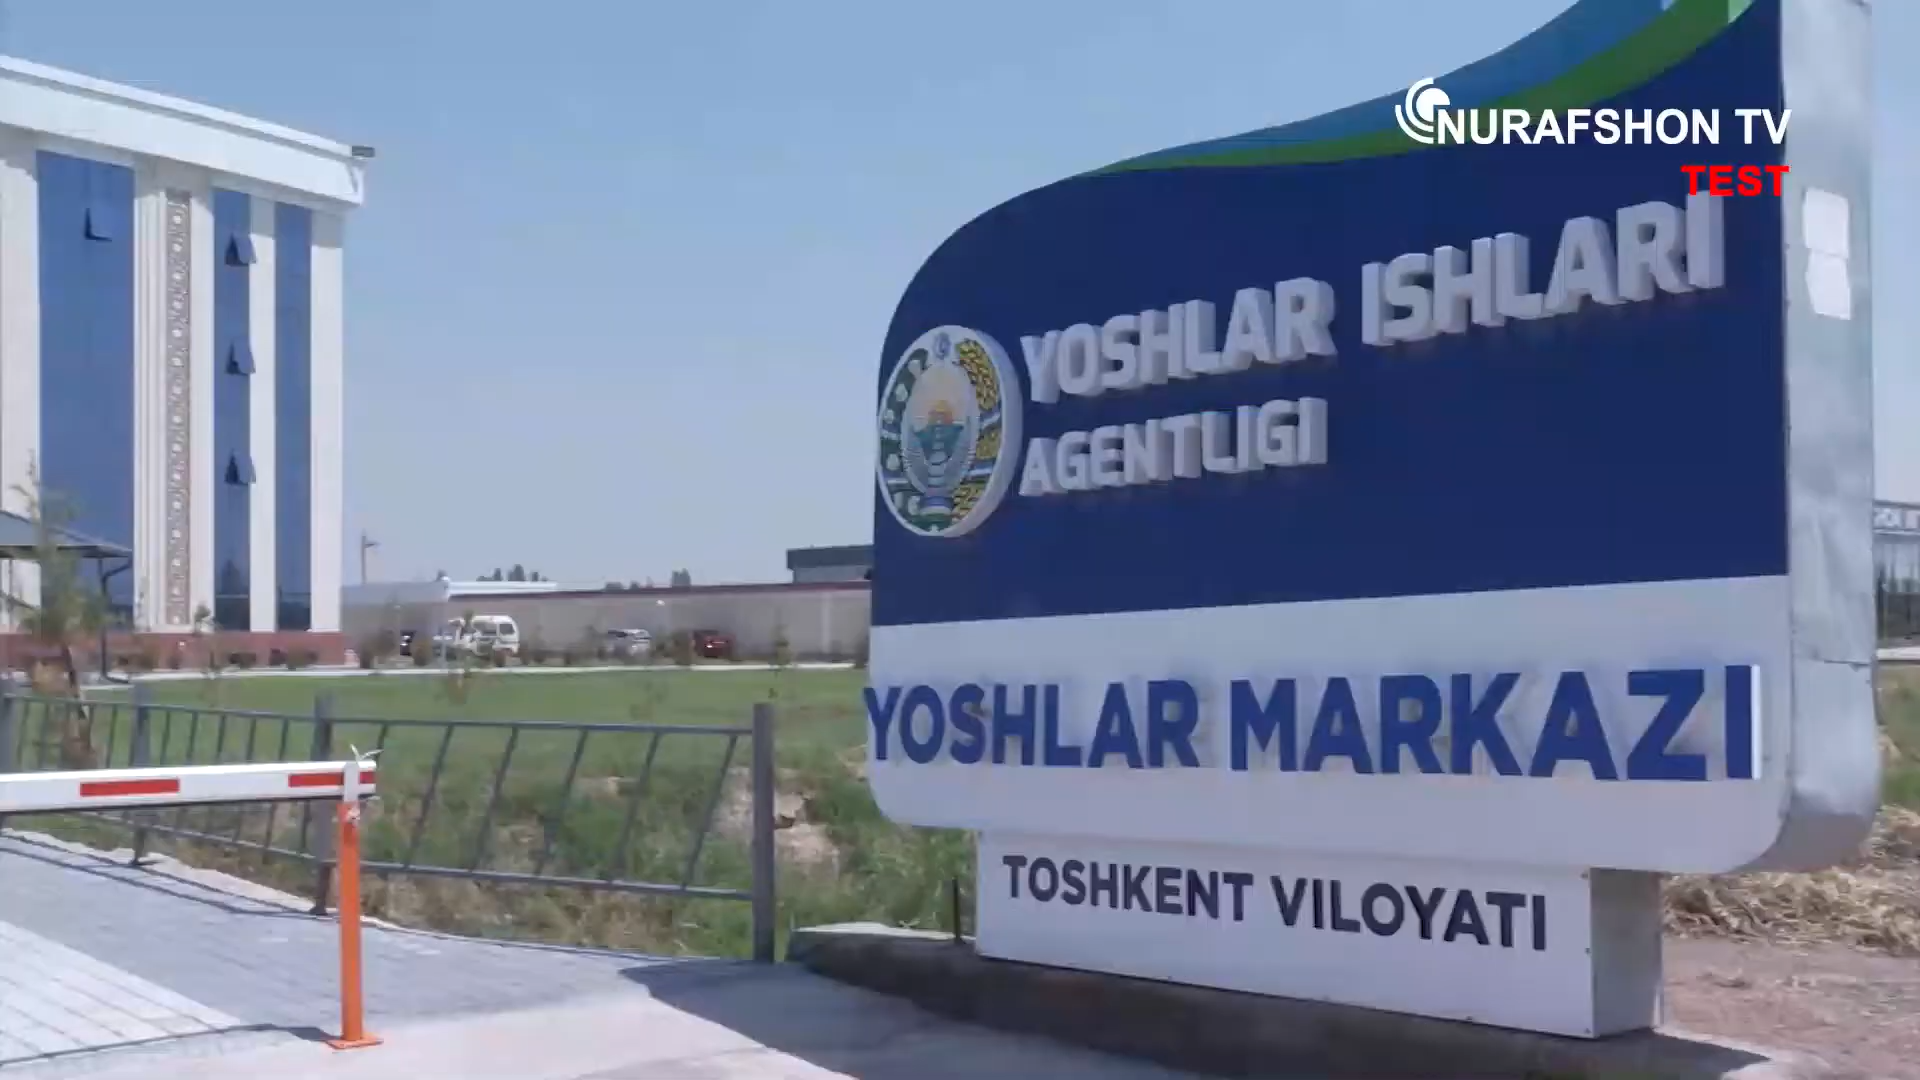 NURAFSHON TV
TEST
YOSHLAR ISHLARI
AGENTLIGI
YOSHLAR MARKAZI
TOSHKENT VILOYATI